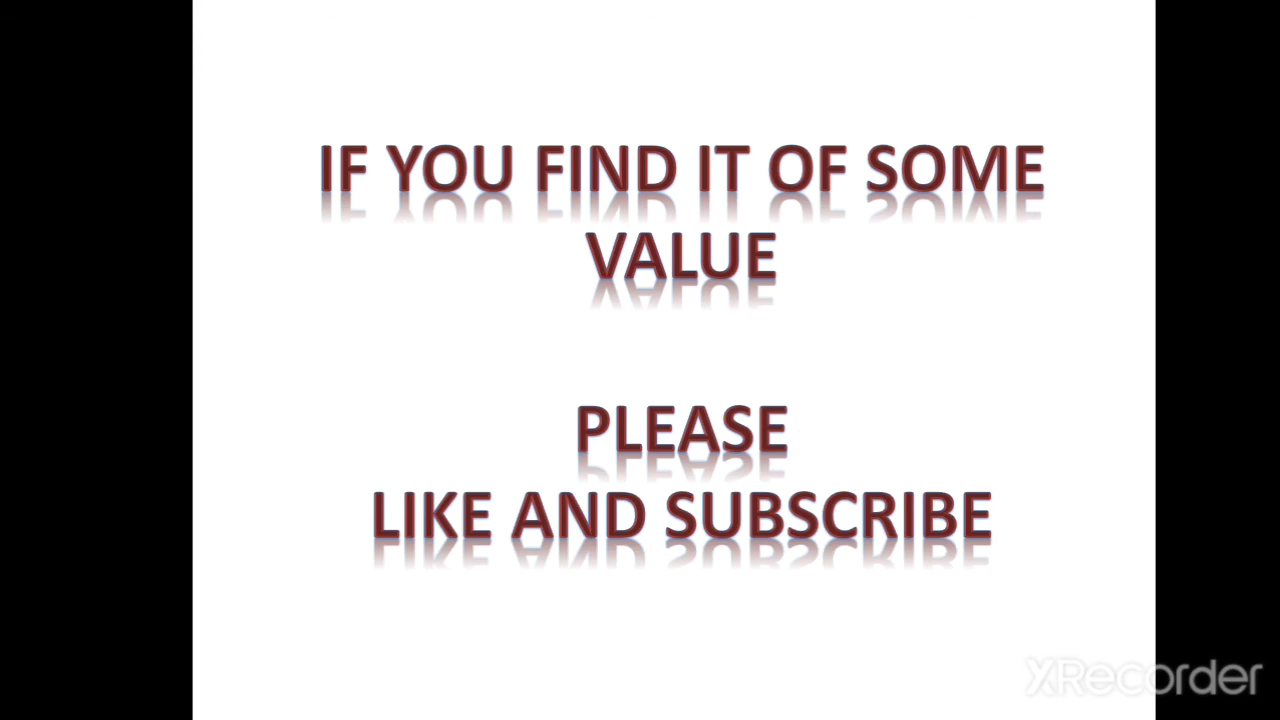 IF YOU FIND IT OF SOME
VALUE
PLEASE
LIKE AND SUBSCRIBE
XRecorder